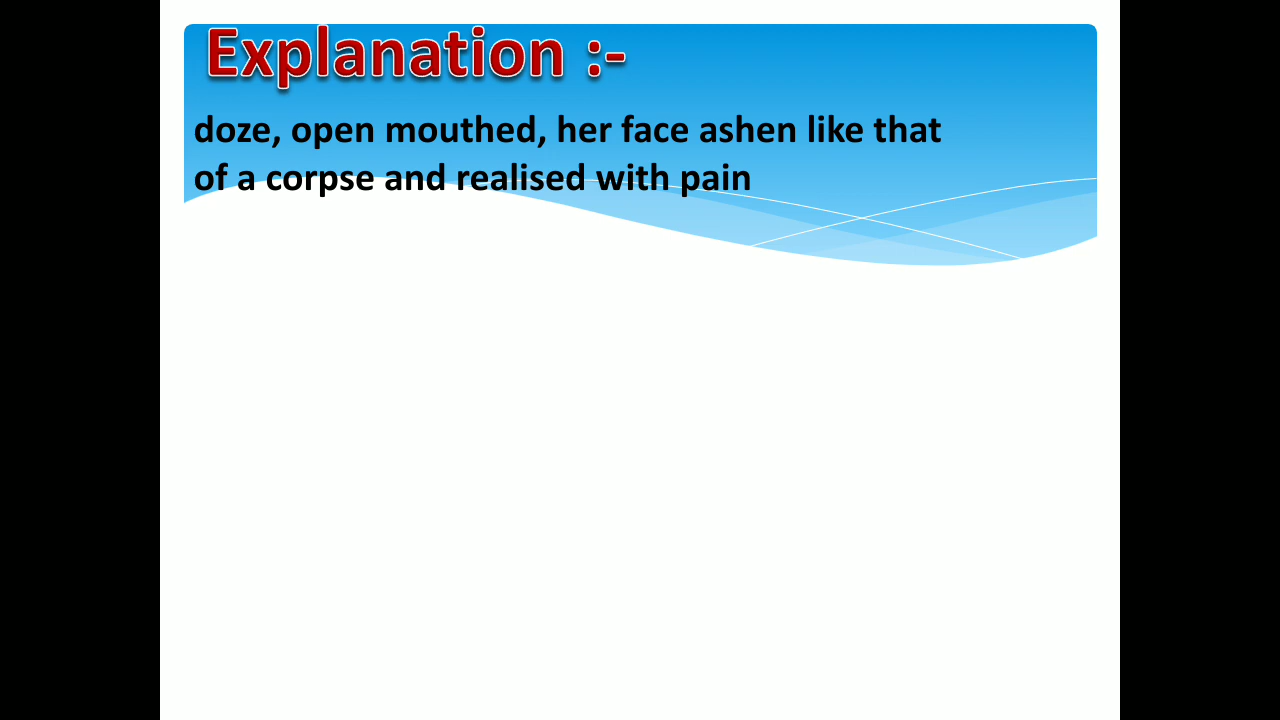 Explanation :-
doze, open mouthed, her face ashen like that
of a corpse and realised with pain